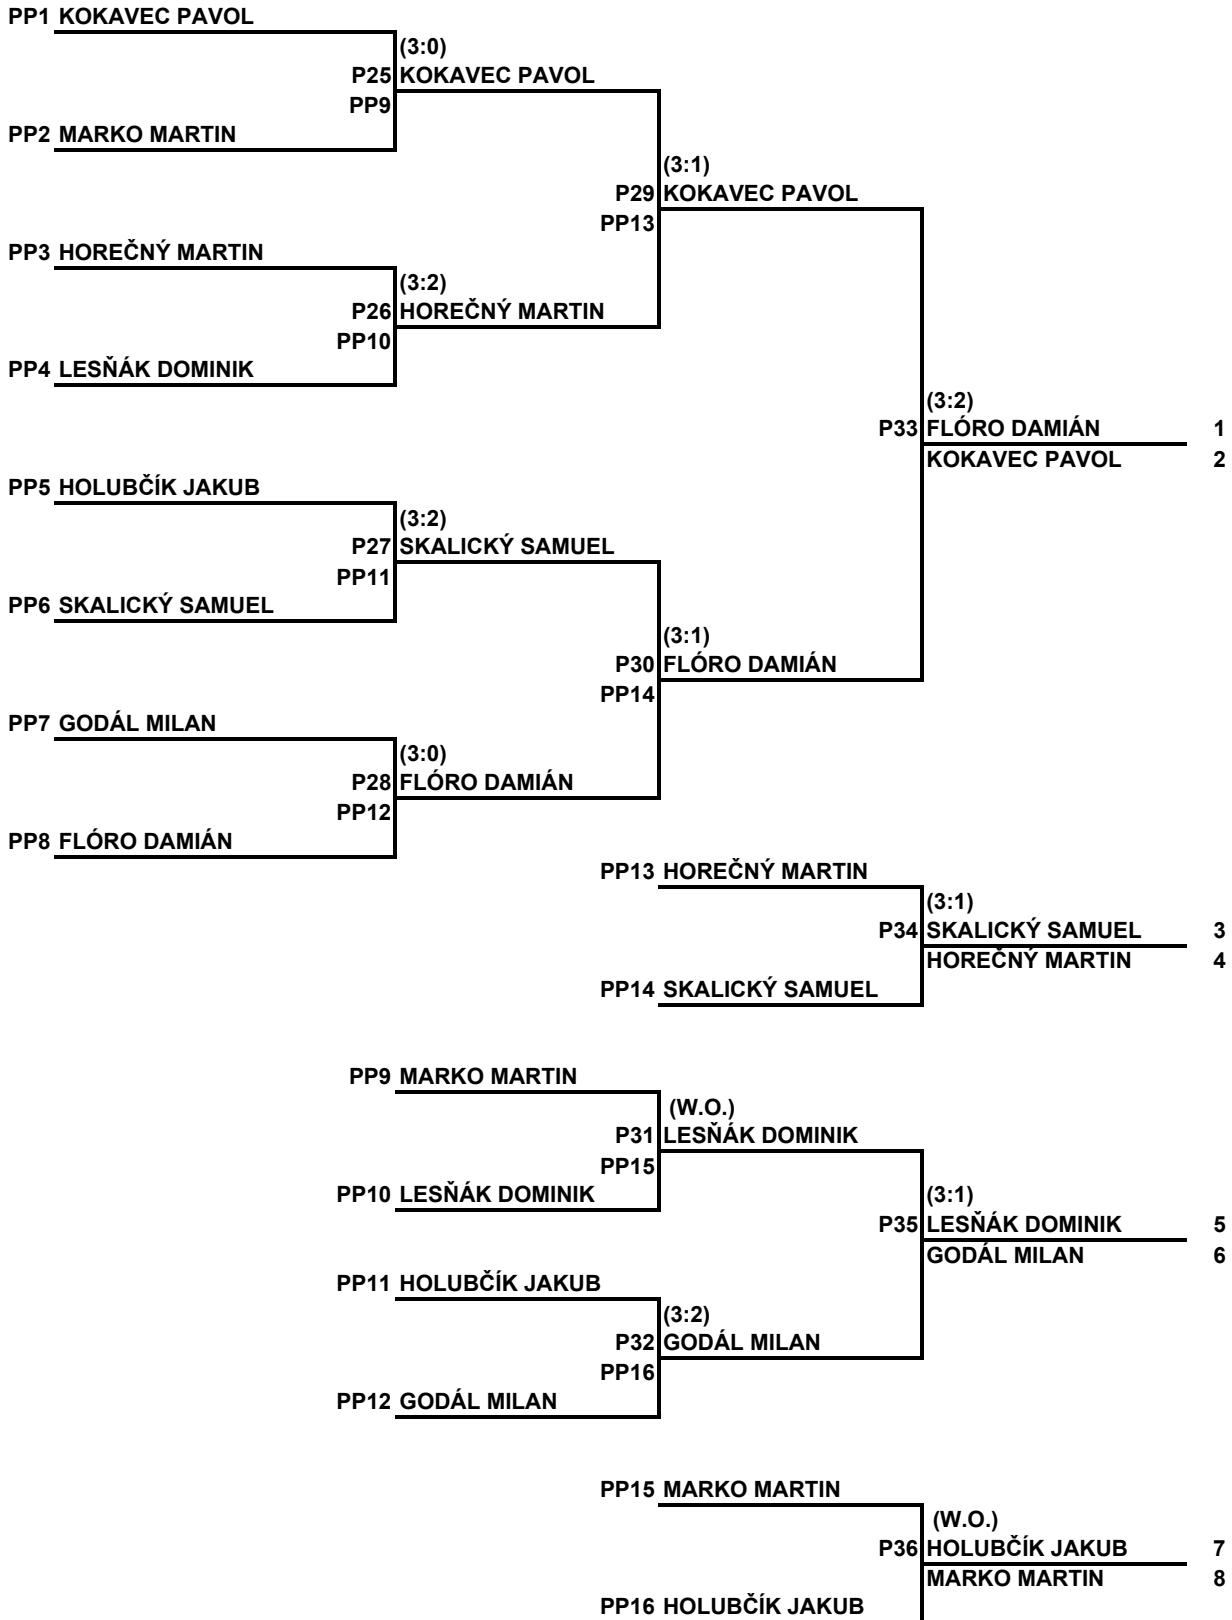 PP1 KOKAVEC PAVOL
(3:0)
P25 KOKAVEC PAVOL
PP9
PP2 MARKO MARTIN
(3:1)
P29 KOKAVEC PAVOL
PP13
PP3 HOREČNÝ MARTIN
(3:2)
P26 HOREČNÝ MARTIN
PP10
PP4 LESŇÁK DOMINIK
(3:2)
P33 FLÓRO DAMIÁN 1
KOKAVEC PAVOL 2
PP5 HOLUBČÍK JAKUB
(3:2)
P27 SKALICKÝ SAMUEL
PP11
PP6 SKALICKÝ SAMUEL
(3:1)
P30 FLÓRO DAMIÁN
PP14
PP7 GODÁL MILAN
(3:0)
P28 FLÓRO DAMIÁN
PP12
PP8 FLÓRO DAMIÁN
PP13 HOREČNÝ MARTIN
(3:1)
P34 SKALICKÝ SAMUEL 3
HOREČNÝ MARTIN 4
PP14 SKALICKÝ SAMUEL
PP9 MARKO MARTIN
(W.O.)
P31 LESŇÁK DOMINIK
PP15
PP10 LESŇÁK DOMINIK
(3:1)
P35 LESŇÁK DOMINIK 5
GODÁL MILAN 6
PP11 HOLUBČÍK JAKUB
(3:2)
P32 GODÁL MILAN
PP16
PP12 GODÁL MILAN
PP15 MARKO MARTIN
(W.O.)
P36 HOLUBČÍK JAKUB 7
MARKO MARTIN 8
PP16 HOLUBČÍK JAKUB